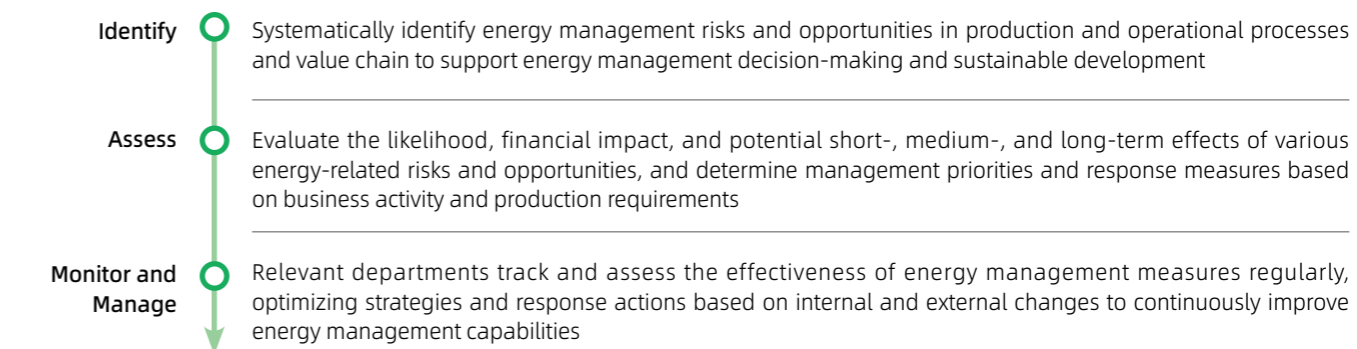 Identify
Systematically identify energy management risks and opportunities in production and operational processes
and value chain to support energy management decision-making and sustainable development
Assess
Evaluate the likelihood, financial impact, and potential short-, medium-, and long-term effects of various
energy-related risks and opportunities, and determine management priorities and response measures based
on business activity and production requirements
Monitor and
Manage
Relevant departments track and assess the effectiveness of energy management measures regularly,
optimizing strategies and response actions based on internal and external changes to continuously improve
energy management capabilities